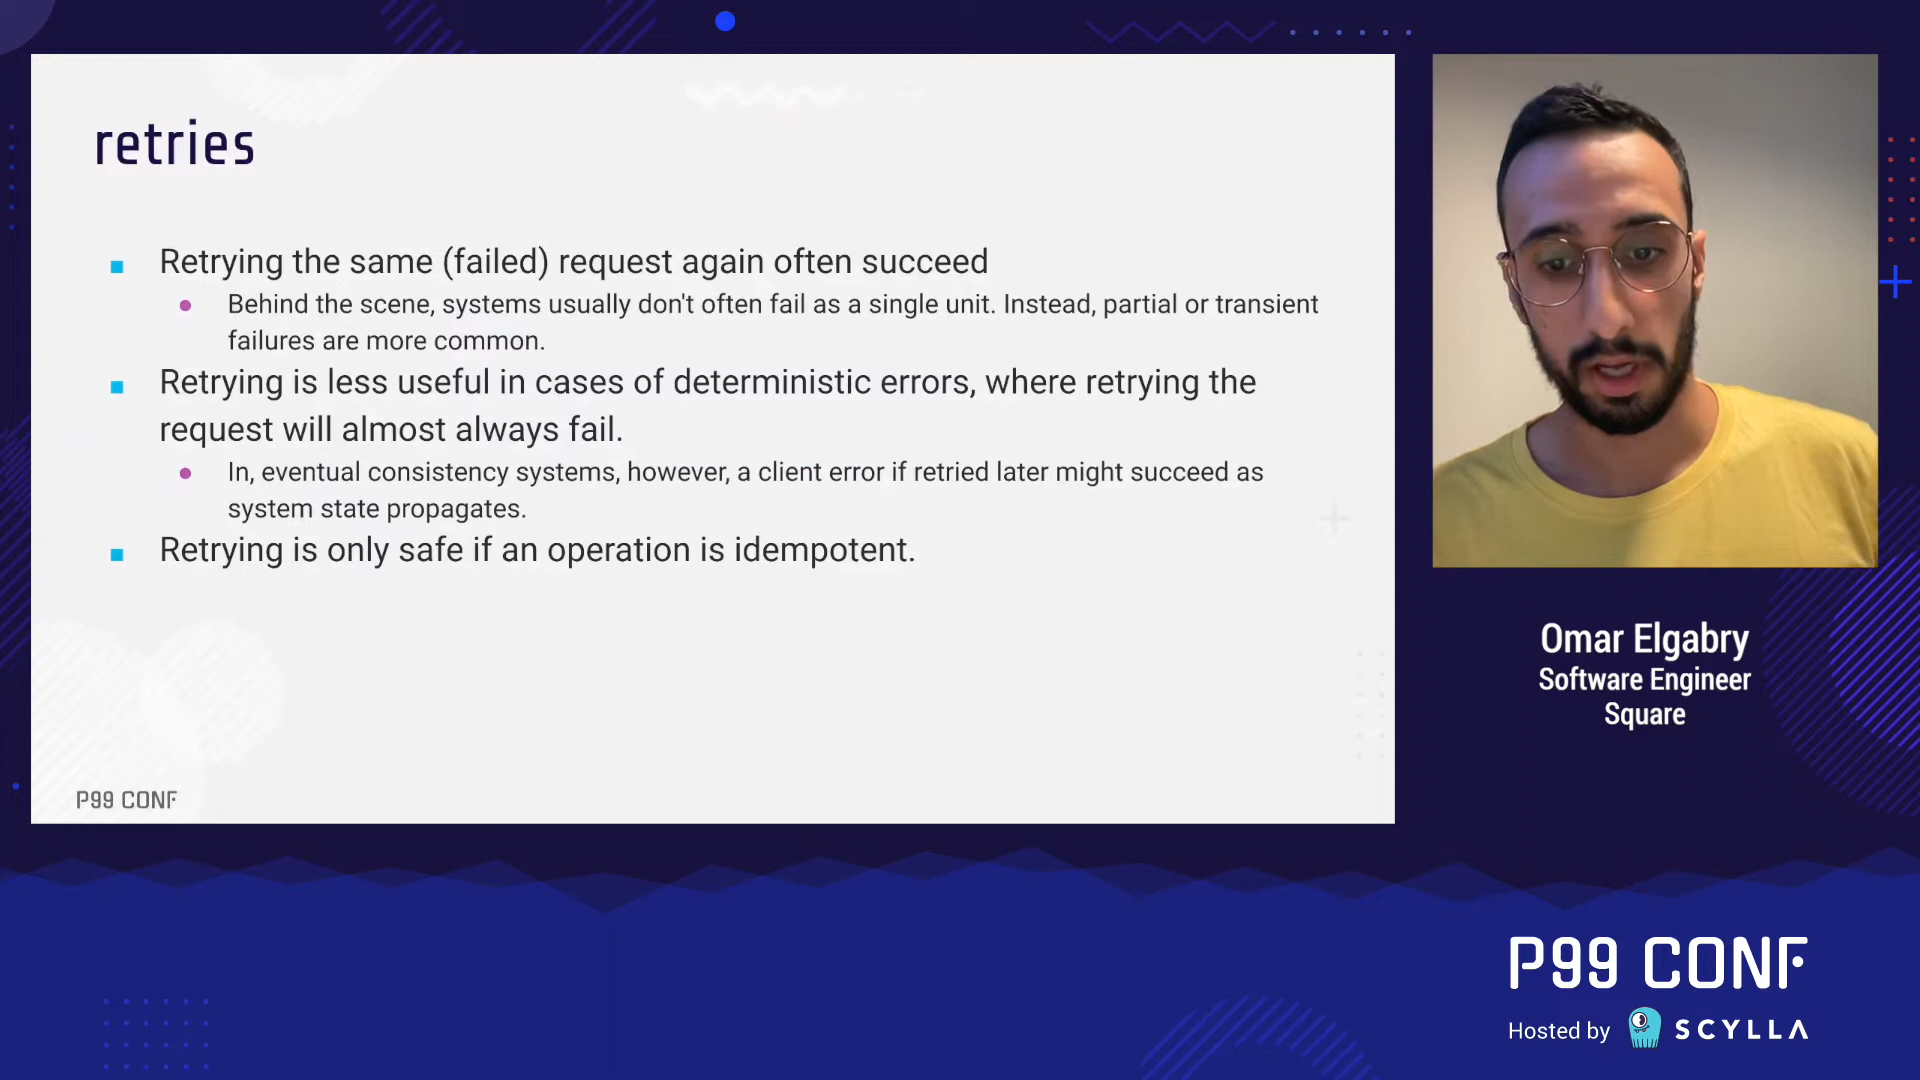 retries
Retrying the same (failed) request again often succeed
Behind the scene, systems usually don't often fail as a single unit. Instead, partial or transient
failures are more common.
Retrying is less useful in cases of deterministic errors, where retrying the
request will almost always fail.
In, eventual consistency systems, however, a client error if retried later might succeed as
system state propagates.
Retrying is only safe if an operation is idempotent.
P99 CONF
Omar Elgabry
Software Engineer
Square
P99 CONF
Hosted by SCYLLA